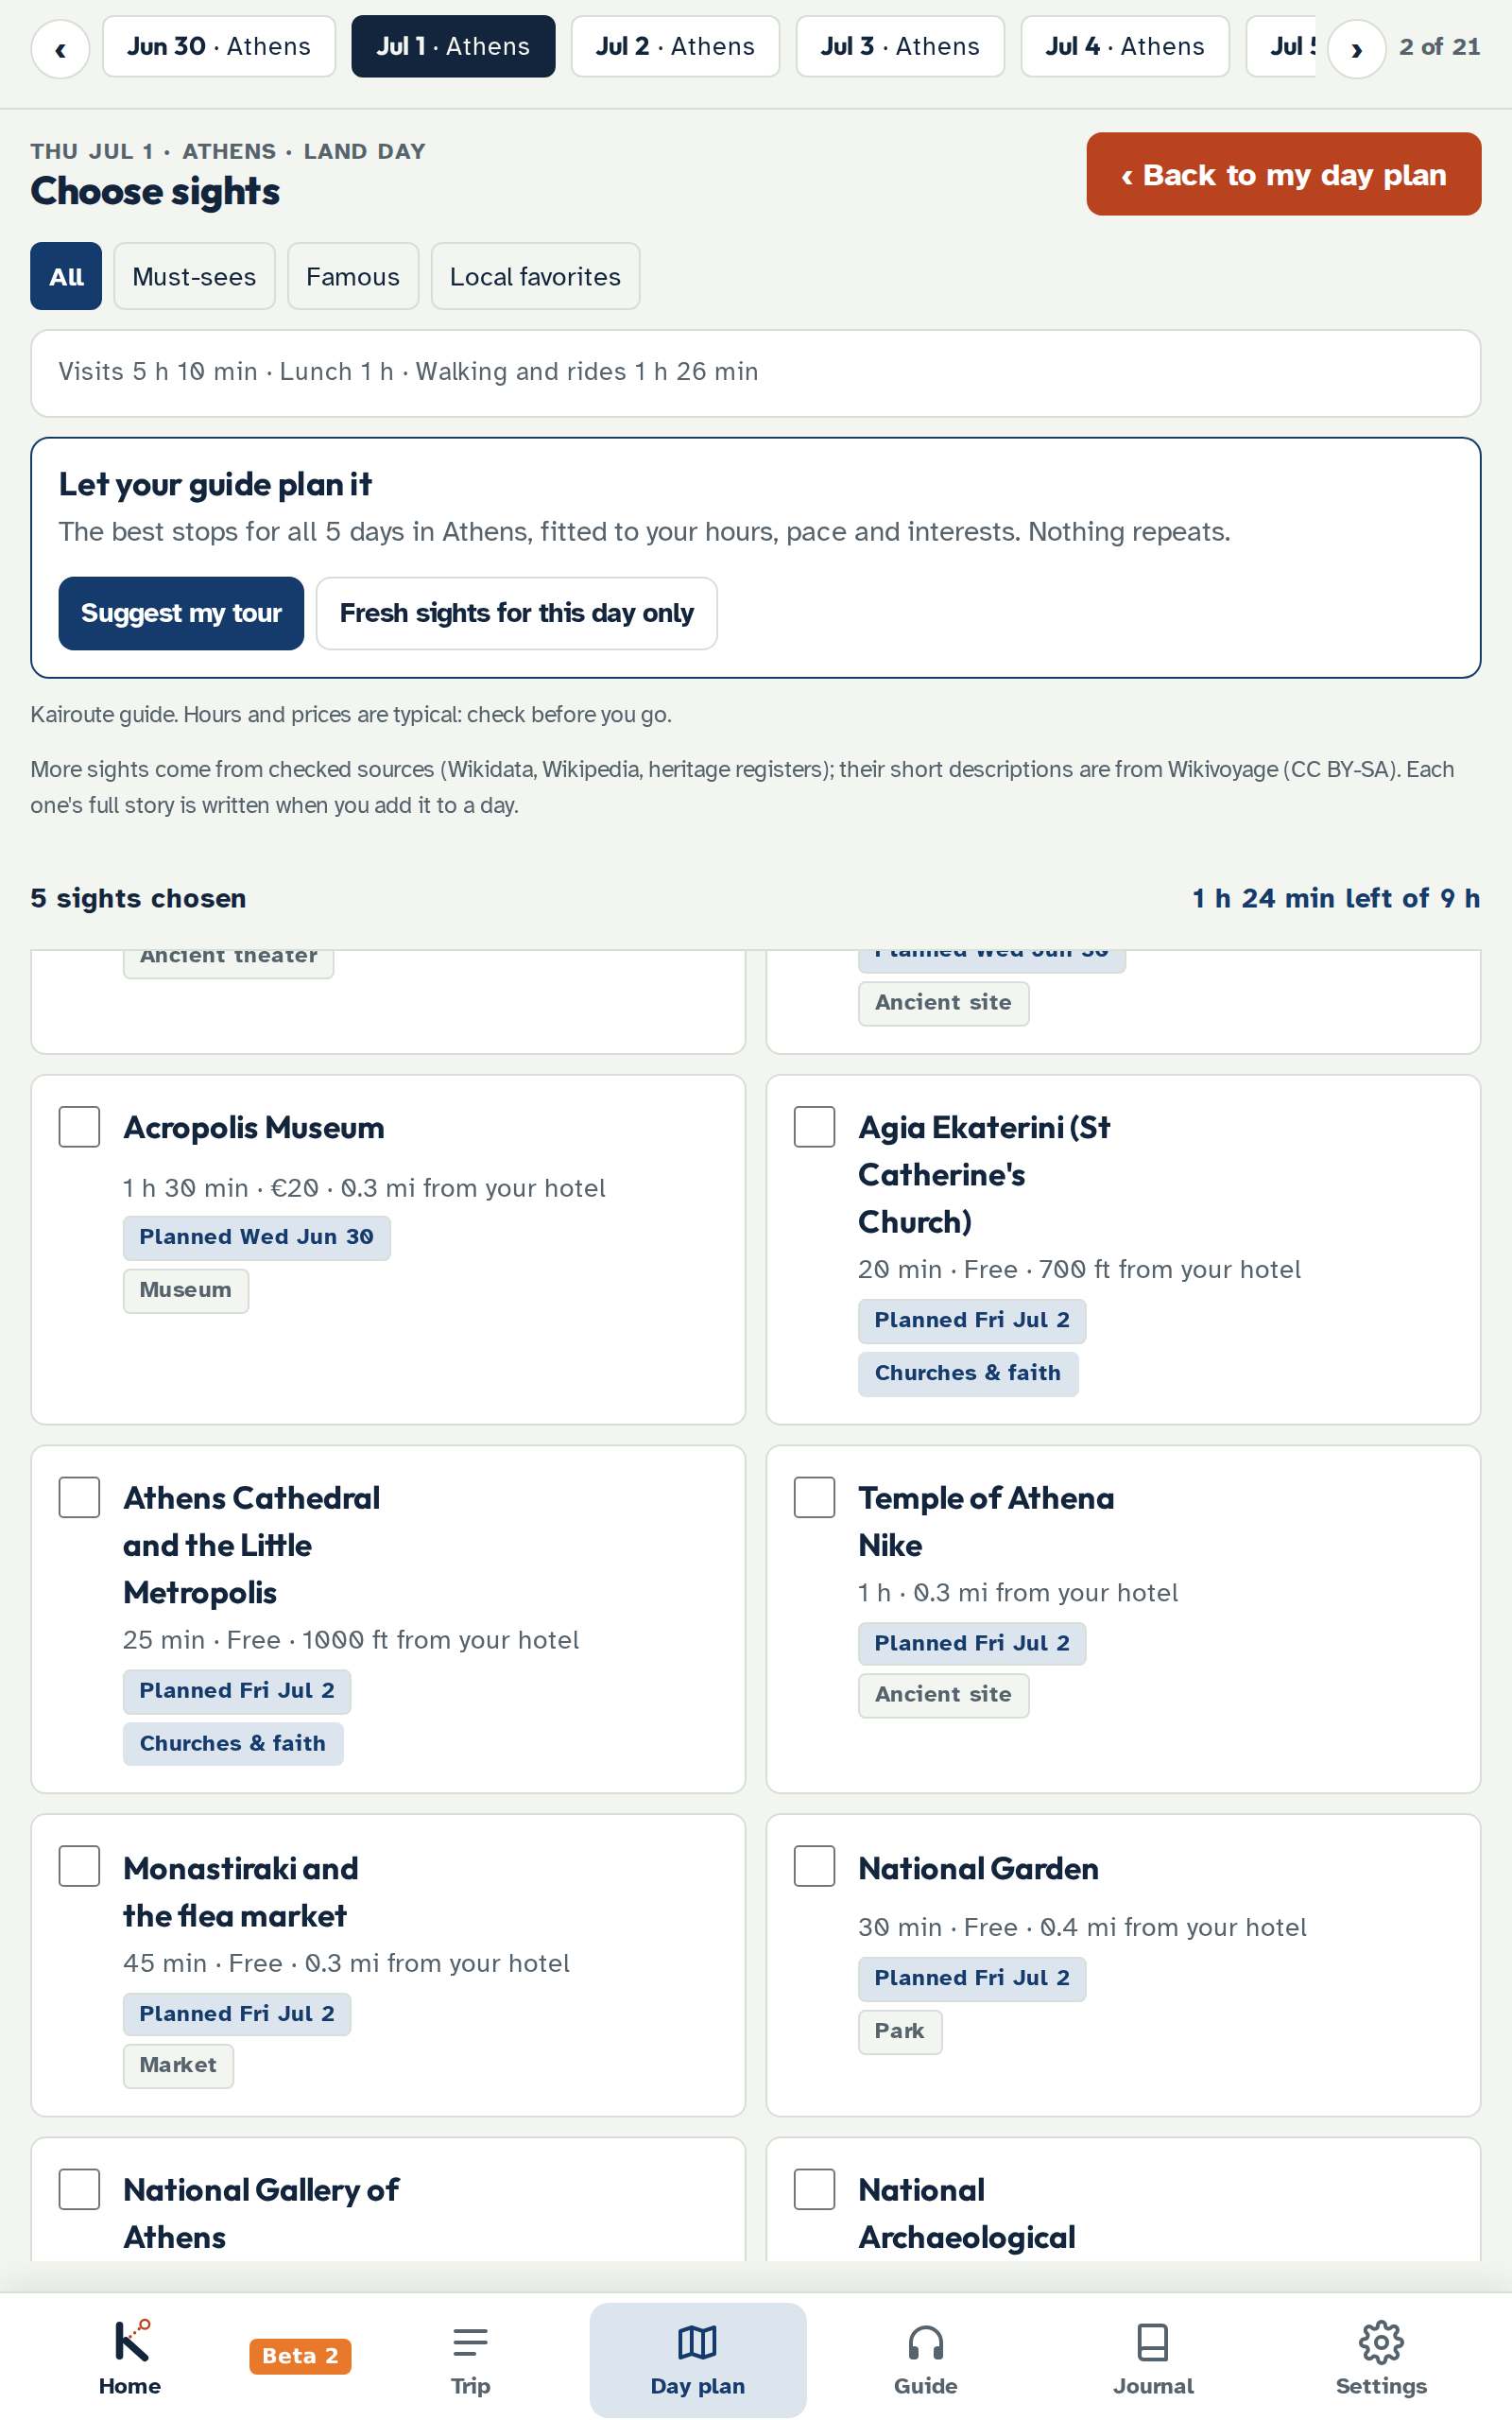 ‹
Jun 30 · Athens
Jul 1 · Athens
Jul 2 · Athens
Jul 3 · Athens
Jul 4 · Athens
Jul
›
2 of 21
THU JUL 1 · ATHENS · LAND DAY
Choose sights
‹ Back to my day plan
All
Must-sees
Famous
Local favorites
Visits 5 h 10 min · Lunch 1 h · Walking and rides 1 h 26 min
Let your guide plan it
The best stops for all 5 days in Athens, fitted to your hours, pace and interests. Nothing repeats.
Suggest my tour
Fresh sights for this day only
Kairoute guide. Hours and prices are typical: check before you go.
More sights come from checked sources (Wikidata, Wikipedia, heritage registers); their short descriptions are from Wikivoyage (CC BY-SA). Each
one's full story is written when you add it to a day.
5 sights chosen
1 h 24 min left of 9 h
Ancient theater
Planned Wed Jun 30
Ancient site
Acropolis Museum
1 h 30 min · €20 · 0.3 mi from your hotel
Planned Wed Jun 30
Museum
Agia Ekaterini (St
Catherine's
Church)
20 min · Free · 700 ft from your hotel
Planned Fri Jul 2
Churches & faith
Athens Cathedral
and the Little
Metropolis
25 min · Free · 1000 ft from your hotel
Planned Fri Jul 2
Churches & faith
Temple of Athena
Nike
1 h · 0.3 mi from your hotel
Planned Fri Jul 2
Ancient site
Monastiraki and
the flea market
45 min · Free · 0.3 mi from your hotel
Planned Fri Jul 2
Market
National Garden
30 min · Free · 0.4 mi from your hotel
Planned Fri Jul 2
Park
National Gallery of
Athens
National
Archaeological
Home
Beta 2
Trip
Day plan
Guide
Journal
Settings